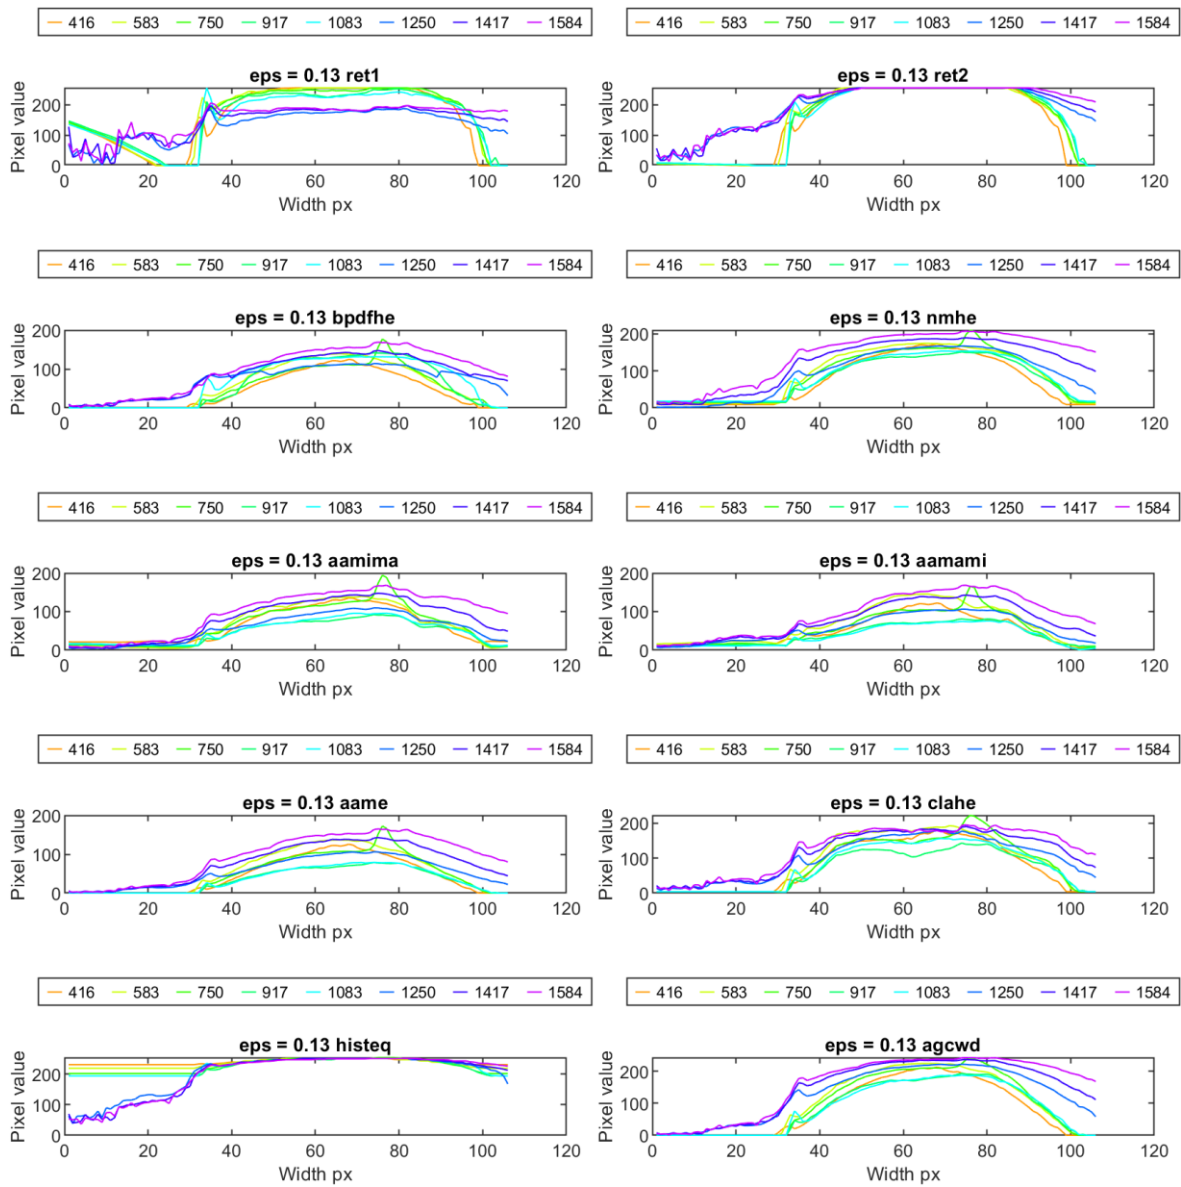 416 583 750 917 1083 1250 1417 1584
416 583 750 917 1083 1250 1417 1584
eps = 0.13 ret1
eps = 0.13 ret2
Pixel value
200
100
0
0 20 40 60 80 100 120
Width px
Pixel value
200
100
0
0 20 40 60 80 100 120
Width px
416 583 750 917 1083 1250 1417 1584
416 583 750 917 1083 1250 1417 1584
eps = 0.13 bpdfhe
eps = 0.13 nmhe
Pixel value
200
100
0
0 20 40 60 80 100 120
Width px
Pixel value
200
100
0
0 20 40 60 80 100 120
Width px
416 583 750 917 1083 1250 1417 1584
416 583 750 917 1083 1250 1417 1584
eps = 0.13 aamima
eps = 0.13 aamami
Pixel value
200
100
0
0 20 40 60 80 100 120
Width px
Pixel value
200
100
0
0 20 40 60 80 100 120
Width px
416 583 750 917 1083 1250 1417 1584
416 583 750 917 1083 1250 1417 1584
eps = 0.13 aame
eps = 0.13 clahe
Pixel value
200
100
0
0 20 40 60 80 100 120
Width px
Pixel value
200
100
0
0 20 40 60 80 100 120
Width px
416 583 750 917 1083 1250 1417 1584
416 583 750 917 1083 1250 1417 1584
eps = 0.13 histeq
eps = 0.13 agcwd
Pixel value
200
100
0
0 20 40 60 80 100 120
Width px
Pixel value
200
100
0
0 20 40 60 80 100 120
Width px